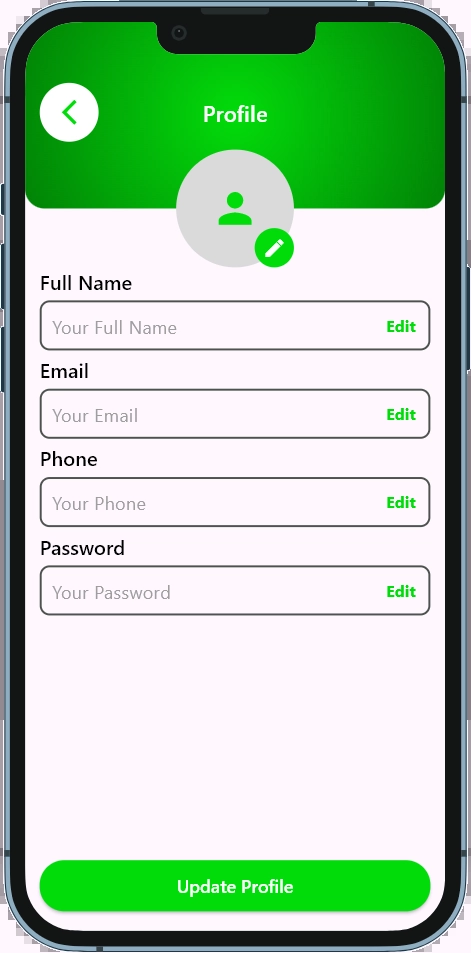 Profile
Full Name
Your Full Name Edit
Email
Your Email Edit
Phone
Your Phone Edit
Password
Your Password Edit
Update Profile